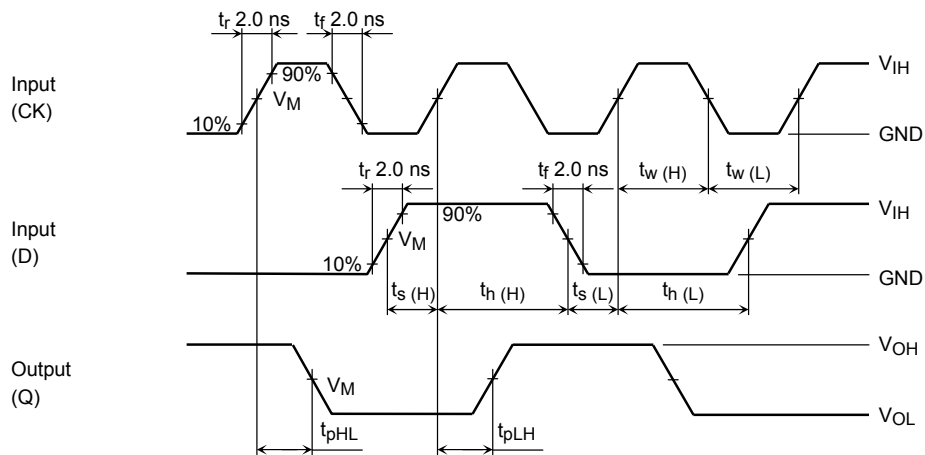 tr 2.0 ns tf 2.0 ns
Input
(CK)
90%
VM
10%
VIH
GND
tr 2.0 ns tf 2.0 ns tw (H) tw (L)
Input
(D)
90%
VM
10%
VIH
GND
ts (H) th (H) ts (L) th (L)
Output
(Q)
VM
VOH
VOL
tpHL tpLH